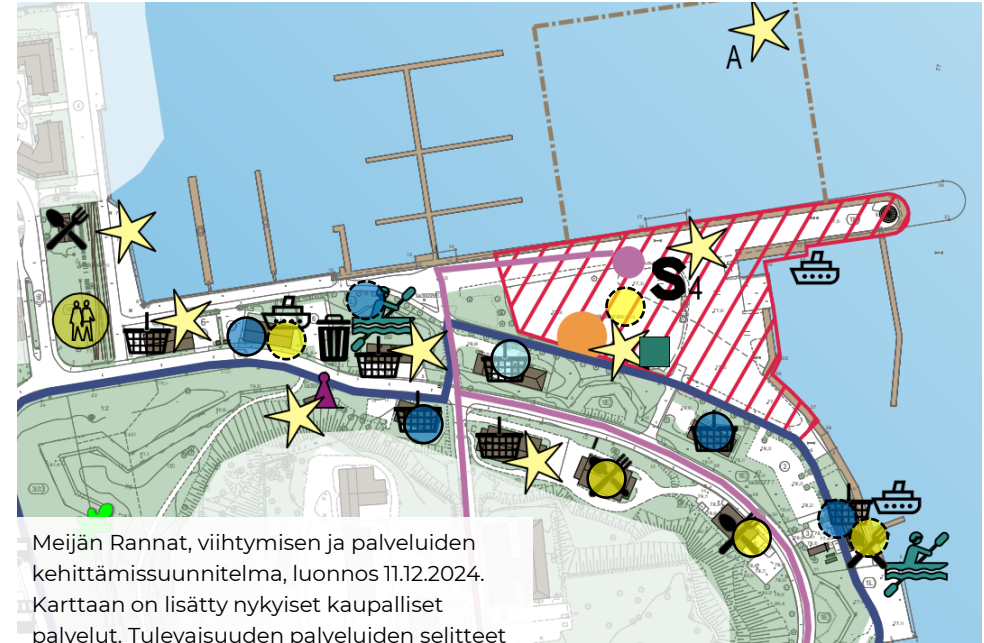 A
S4
Meijän Rannat, viihtymisen ja palveluiden
kehittämissuunnitelma, luonnos 11.12.2024.
Karttaan on lisätty nykyiset kaupalliset
palvelut. Tulevaisuuden palveluiden selitteet